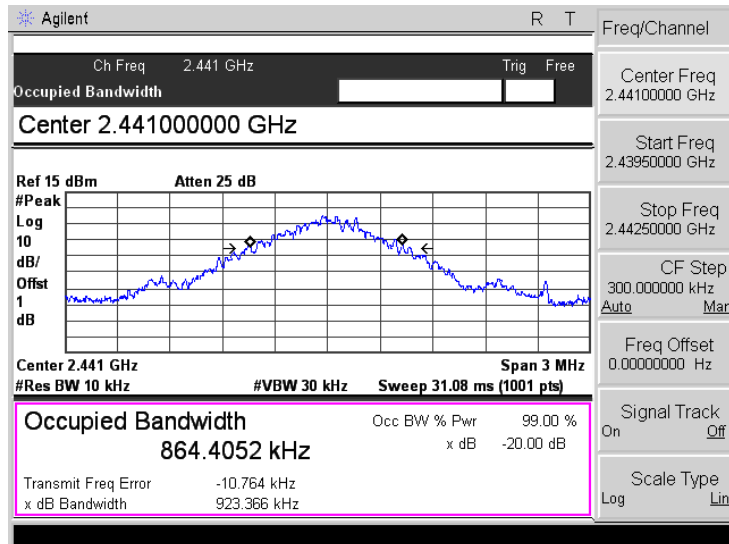 Agilent R T
Ch Freq 2.441 GHz Trig Free
Occupied Bandwidth
Center 2.441000000 GHz
Ref 15 dBm Atten 25 dB
#Peak
Log
10
dB/
Offst
1
dB
Center 2.441 GHz Span 3 MHz
#Res BW 10 kHz #VBW 30 kHz Sweep 31.08 ms (1001 pts)
Occupied Bandwidth Occ BW % Pwr 99.00 %
864.4052 kHz x dB -20.00 dB
Transmit Freq Error -10.764 kHz
x dB Bandwidth 923.366 kHz
Freq/Channel
Center Freq
2.44100000 GHz
Start Freq
2.43950000 GHz
Stop Freq
2.44250000 GHz
CF Step
300.000000 kHz
Auto Man
Freq Offset
0.00000000 Hz
Signal Track
On Off
Scale Type
Log Lin